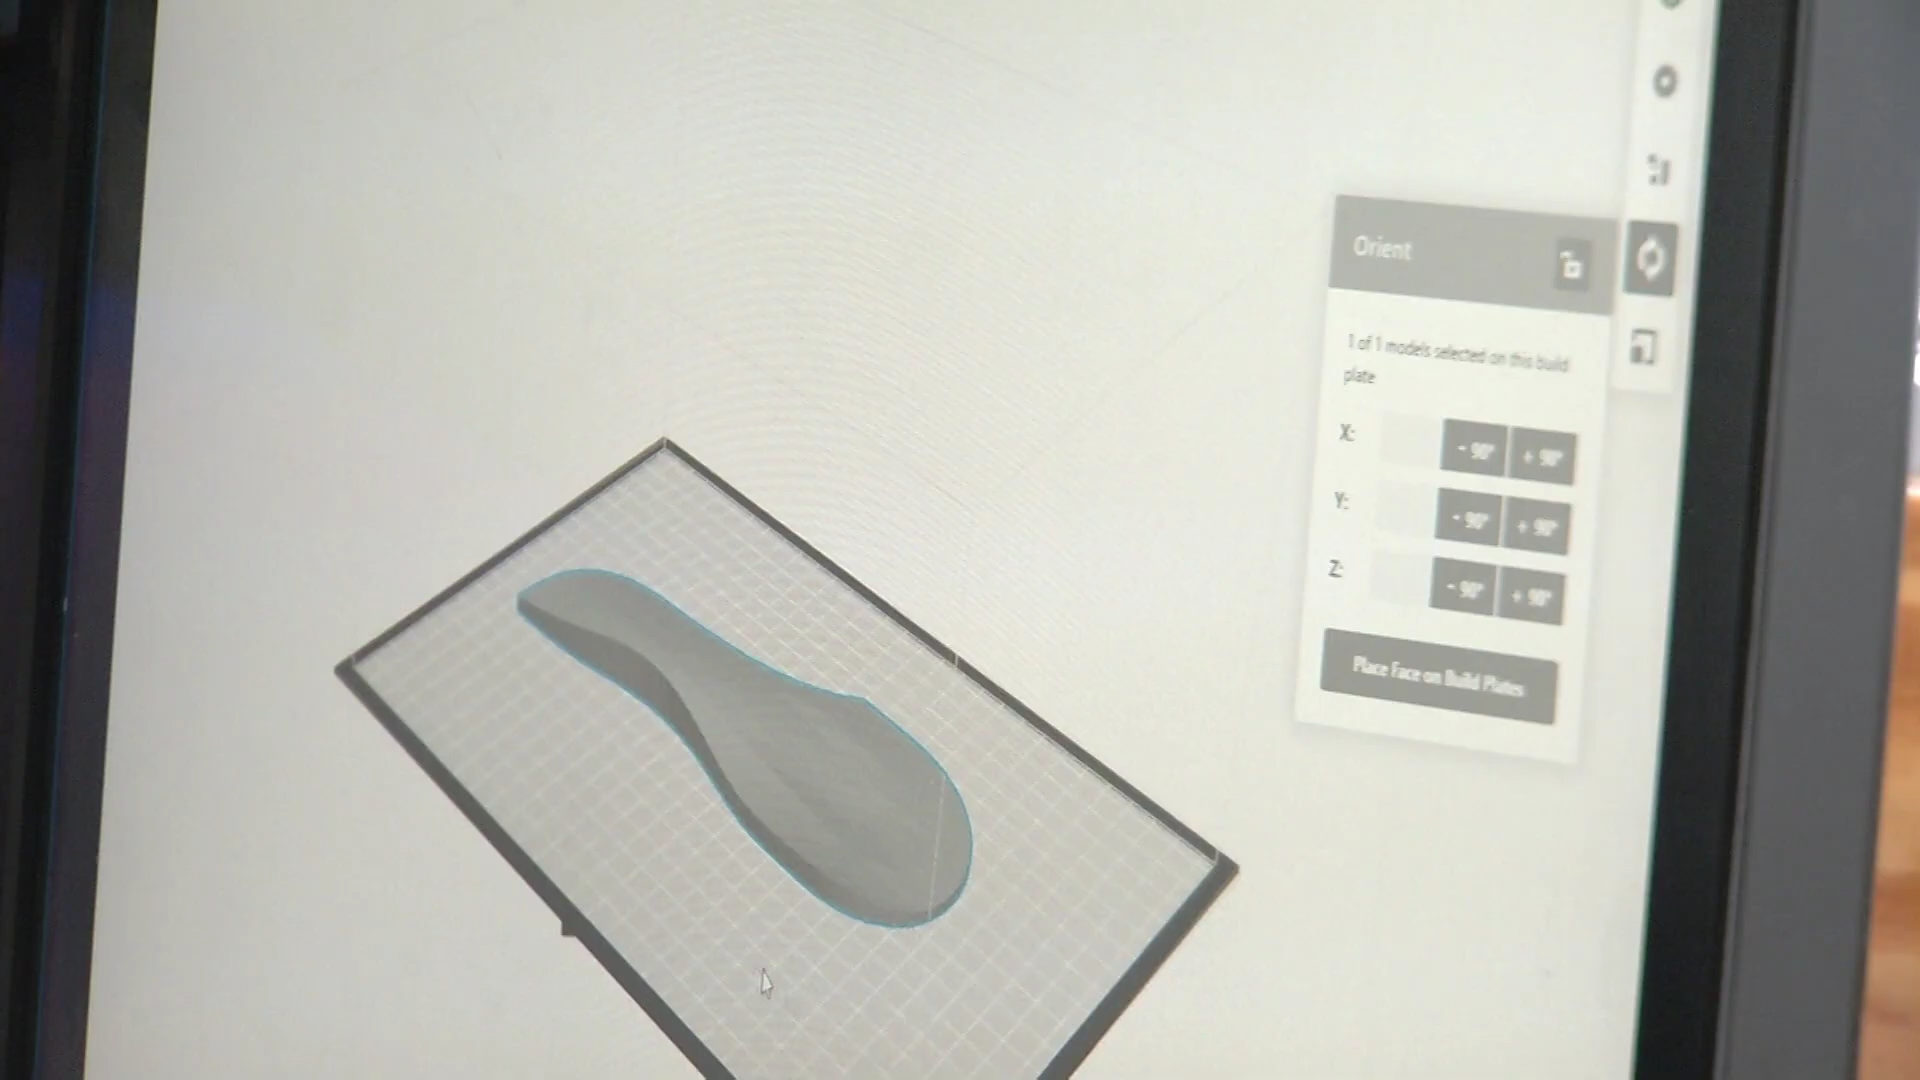 Orient
1 of 1 models selected on this build
plate
X: - 90° + 90°
Y: - 90° + 90°
Z: - 90° + 90°
Place Face on Build Plates